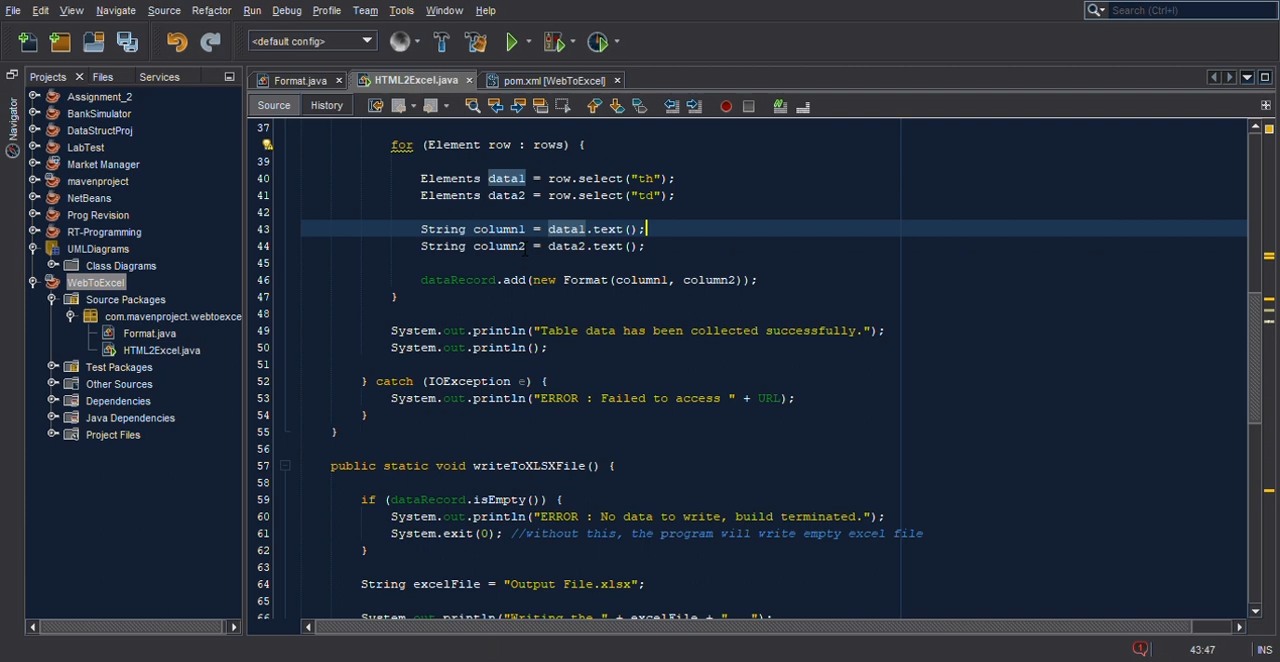 File Edit View Navigate Source Refactor Run Debug Profile Team Tools Window Help
Search (Ctrl+I)
<default config>
Projects Files Services
Format.java HTML2Excel.java pom.xml [WebToExcel]
Source History
Navigator
Assignment_2
BankSimulator
DataStructProj
LabTest
Market Manager
mavenproject
NetBeans
Prog Revision
RT-Programming
UMLDiagrams
Class Diagrams
WebToExcel
Source Packages
com.mavenproject.webtoexce
Format.java
HTML2Excel.java
Test Packages
Other Sources
Dependencies
Java Dependencies
Project Files
37
for (Element row : rows) {
39
40 Elements data1 = row.select("th");
41 Elements data2 = row.select("td");
42
43 String column1 = data1.text();
44 String column2 = data2.text();
45
46 dataRecord.add(new Format(column1, column2));
47 }
48
49 System.out.println("Table data has been collected successfully.");
50 System.out.println();
51
52 } catch (IOException e) {
53 System.out.println("ERROR : Failed to access " + URL);
54 }
55 }
56
57 public static void writeToXLSXFile() {
58
59 if (dataRecord.isEmpty()) {
60 System.out.println("ERROR : No data to write, build terminated.");
61 System.exit(0); //without this, the program will write empty excel file
62 }
63
64 String excelFile = "Output File.xlsx";
65
66 System.out.println("Writing the " + excelFile + "...");
1 43:47 INS